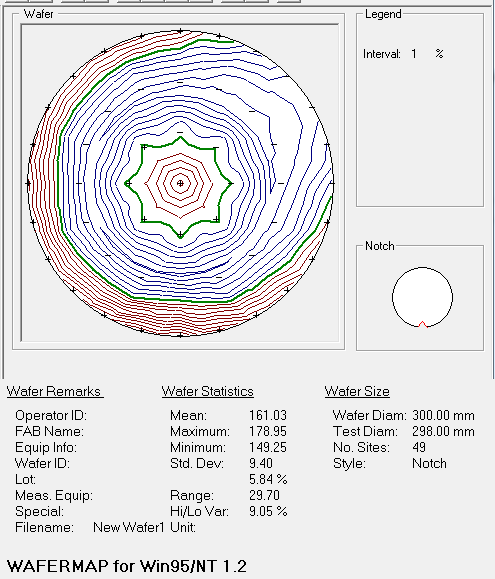 Wafer
Legend
Interval: 1 %
Notch
Wafer Remarks
Wafer Statistics
Wafer Size
Operator ID:
Mean: 161.03
Wafer Diam: 300.00 mm
FAB Name:
Maximum: 178.95
Test Diam: 298.00 mm
Equip Info:
Minimum: 149.25
No. Sites: 49
Wafer ID:
Std. Dev: 9.40
Style: Notch
Lot:
5.84 %
Meas. Equip:
Range: 29.70
Special:
Hi/Lo Var: 9.05 %
Filename: New Wafer1
Unit:
WAFERMAP for Win95/NT 1.2